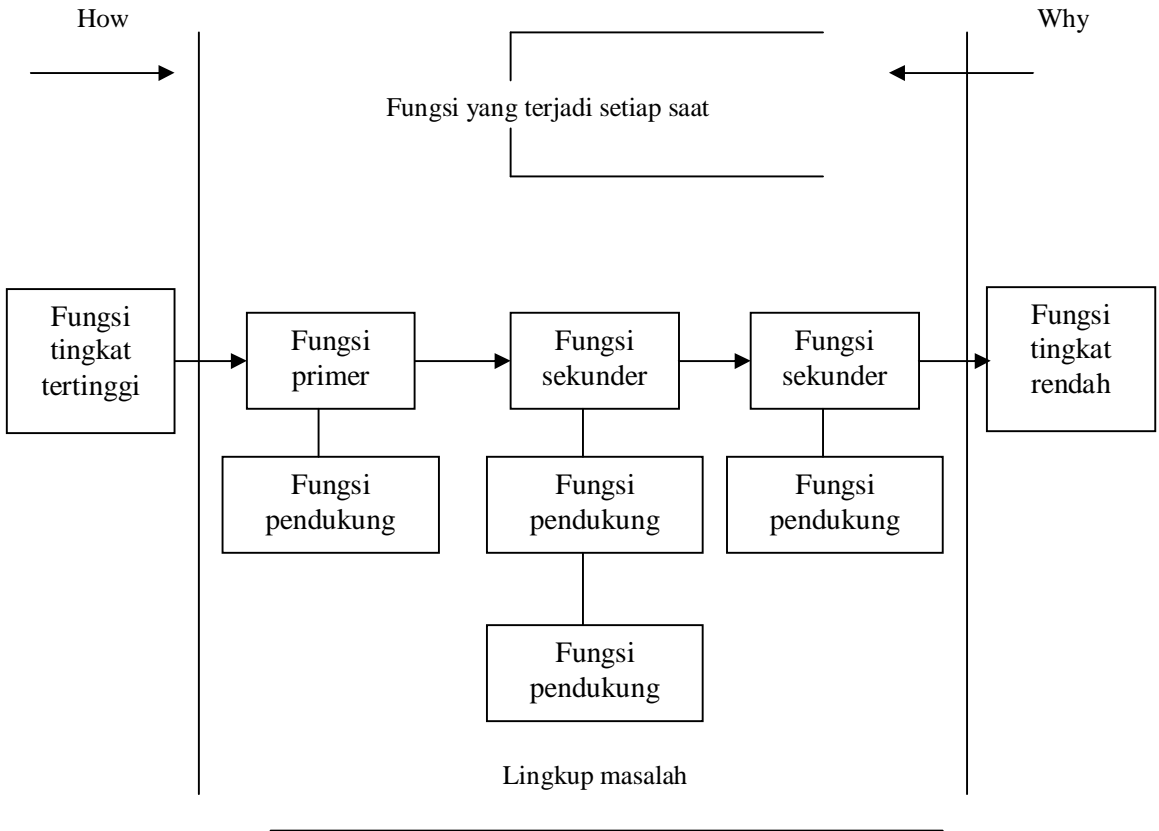 How
Why
Fungsi yang terjadi setiap saat
Fungsi
tingkat
tertinggi
Fungsi
primer
Fungsi
sekunder
Fungsi
sekunder
Fungsi
tingkat
rendah
Fungsi
pendukung
Fungsi
pendukung
Fungsi
pendukung
Fungsi
pendukung
Lingkup masalah